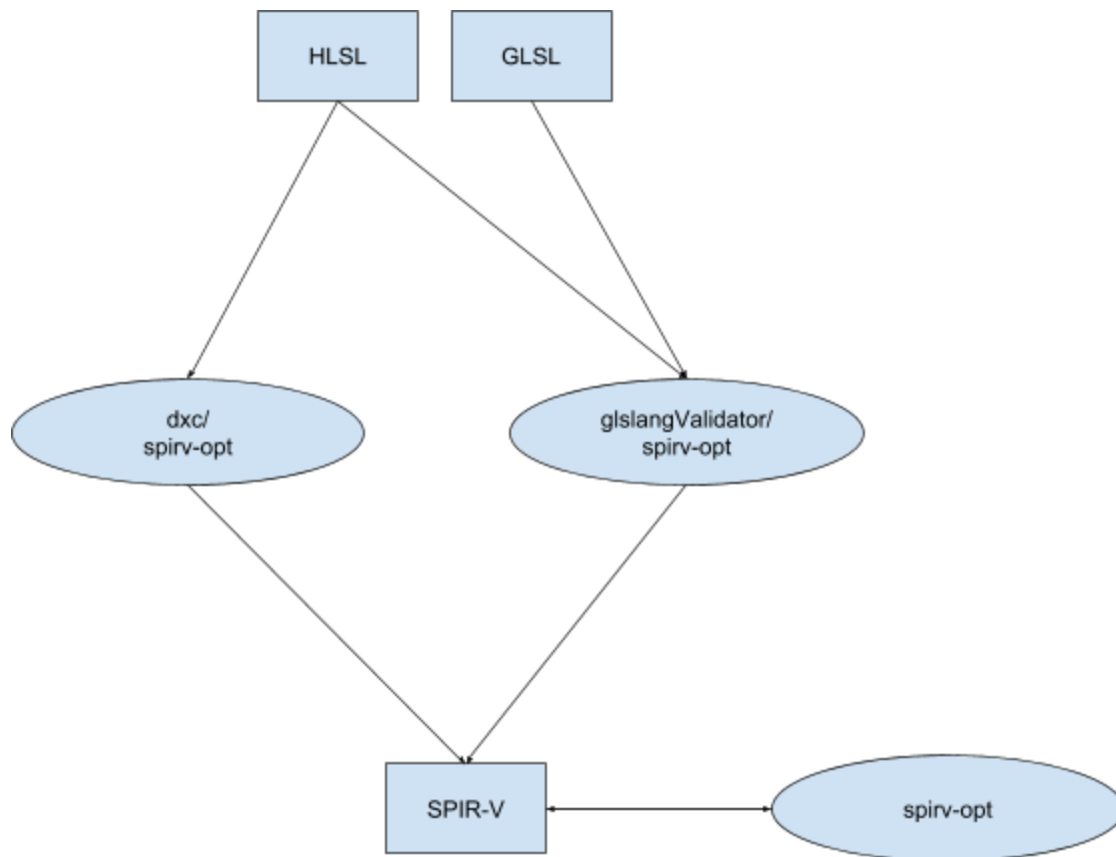 HLSL
GLSL
dxc/
spirv-opt
glslangValidator/
spirv-opt
SPIR-V
spirv-opt